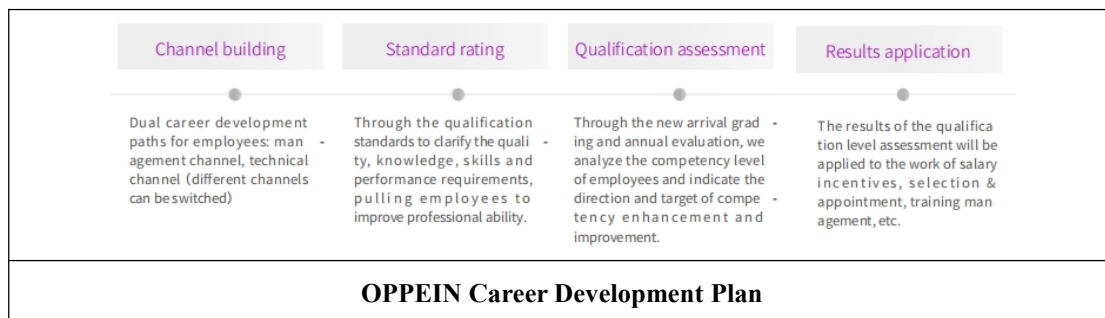 Channel building
Dual career development
paths for employees: man -
agement channel, technical
channel (different channels
can be switched)
Standard rating
Through the qualification
standards to clarify the quali -
ty, knowledge, skills and
performance requirements,
pulling employees to
improve professional ability.
Qualification assessment
Through the new arrival grad -
ing and annual evaluation, we
analyze the competency level
of employees and indicate the
direction and target of compe -
tency enhancement and
improvement.
Results application
The results of the qualifica
tion level assessment will be
applied to the work of salary
incentives, selection &
appointment, training man
agement, etc.
OPPEIN Career Development Plan